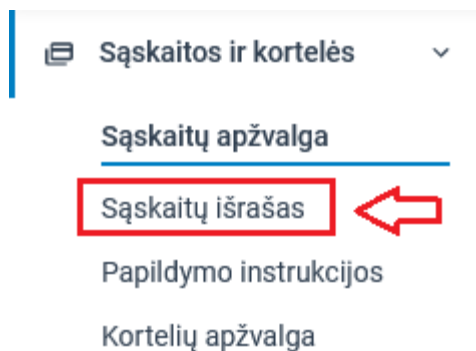 Sąskaitos ir kortelės
Sąskaitų apžvalga
Sąskaitų išrašas
Papildymo instrukcijos
Kortelių apžvalga